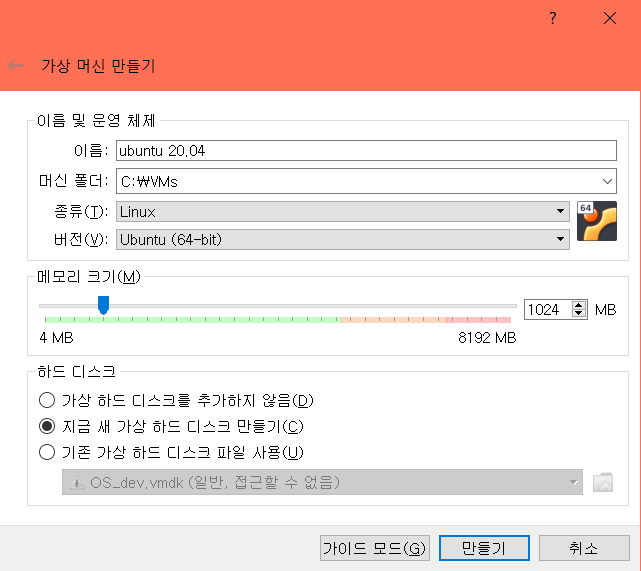 ?
가상 머신 만들기
이름 및 운영 체제
이름: ubuntu 20.04
머신 폴더: C:₩VMs
종류(T): Linux
64
버전(V): Ubuntu (64-bit)
메모리 크기(M)
1024 MB
4 MB 8192 MB
하드 디스크
가상 하드 디스크를 추가하지 않음(D)
지금 새 가상 하드 디스크 만들기(C)
기존 가상 하드 디스크 파일 사용(U)
OS_dev.vmdk (일반, 접근할 수 없음)
가이드 모드(G) 만들기 취소